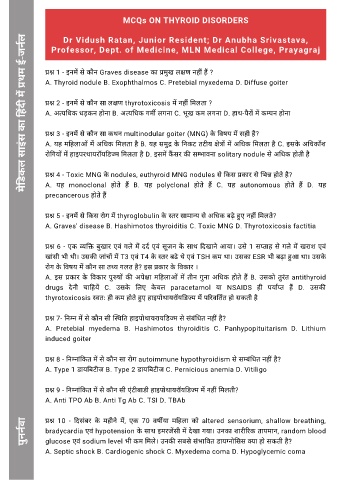 MCQs ON THYROID DISORDERS
Dr Vidush Ratan, Junior Resident; Dr Anubha Srivastava,
Professor, Dept. of Medicine, MLN Medical College, Prayagraj
मेडिकल साइंस का हिंदी में प्रथम ई-जर्नल
प्रश्न 1 - इनमें से कौन Graves disease का प्रमुख लक्षण नहीं हैं ?
A. Thyroid nodule B. Exophthalmos C. Pretebial myxedema D. Diffuse goiter
प्रश्न 2 - इनमें से कौन सा लक्षण thyrotoxicosis में नहीं मिलता ?
A. अत्यधिक धड़कन होना B. अत्यधिक गर्मी लगना C. भूख कम लगना D. हाथ-पैरों में कम्पन होना
प्रश्न 3 - इनमें से कौन सा कथन multinodular goiter (MNG) के विषय में सही है?
A. यह महिलाओं में अधिक मिलता है B. यह समुद्र के निकट तटीय क्षेत्रों में अधिक मिलता है C. इसके अधिकाँश
रोगियों में हाइपरथायरॉयडिज्म मिलता है D. इसमें कैंसर की सम्भावना solitary nodule से अधिक होती है
प्रश्न 4 - Toxic MNG के nodules, euthyroid MNG nodules से किस प्रकार से भिन्न होते है?
A. यह monoclonal होते हैं B. यह polyclonal होते हैं C. यह autonomous होते हैं D. यह
precancerous होते हैं
प्रश्न 5 - इनमें से किस रोग में thyroglobulin के स्तर सामान्य से अधिक बढ़े हुए नहीं मिलते?
A. Graves' disease B. Hashimotos thyroiditis C. Toxic MNG D. Thyrotoxicosis factitia
प्रश्न 6 - एक व्यक्ति बुखार एवं गले में दर्द एवं सूजन के साथ दिखाने आया। उसे 1 सप्ताह से गले में खराश एवं
खांसी भी थी। उसकी जांचों में T3 एवं T4 के स्तर बढे थे एवं TSH कम था। उसका ESR भी बढ़ा हुआ था। उसके
रोग के विषय में कौन सा तथ्य गलत है? इस प्रकार के विकार ।
A. इस प्रकार के विकार पुरुषों की अपेक्षा महिलाओं में तीन गुना अधिक होते हैं B. उसको तुरंत antithyroid
drugs देनी चाहिये C. उसके लिए केवल paracetamol या NSAIDS ही पर्याप्त हैं D. उसकी
thyrotoxicosis स्वतः ही कम होते हुए हाइपोथायरॉयडिज्म में परिवर्तित हो सकती है
प्रश्न 7- निम्न में से कौन सी स्थिति हाइपोथायरायडिज्म से संबंधित नहीं है?
A. Pretebial myedema B. Hashimotos thyroiditis C. Panhypopituitarism D. Lithium
induced goiter
प्रश्न 8 - निम्नांकित में से कौन सा रोग autoimmune hypothyroidism से सम्बंधित नहीं है?
A. Type 1 डायबिटीज B. Type 2 डायबिटीज C. Pernicious anemia D. Vitiligo
प्रश्न 9 - निम्नांकित में से कौन सी एंटीबाडी हाइपोथायरॉयडिज्म में नहीं मिलती?
A. Anti TPO Ab B. Anti Tg Ab C. TSI D. TBAb
प्रश्न 10 - दिसंबर के महीने में, एक 70 वर्षीया महिला को altered sensorium, shallow breathing,
bradycardia एवं hypotension के साथ इमरजेंसी में देखा गया। उनका शारीरिक तापमान, random blood
glucose एवं sodium level भी कम मिले। उनकी सबसे संभावित डायग्नोसिस क्या हो सकती है?
A. Septic shock B. Cardiogenic shock C. Myxedema coma D. Hypoglycemic coma
पुनर्नवा